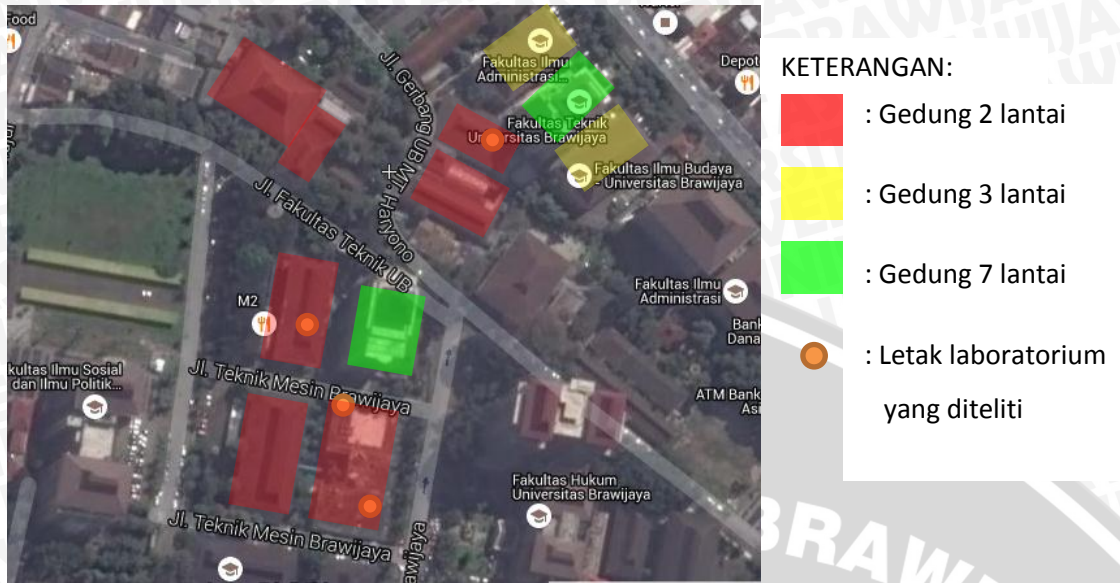 Food
Fakultas Ilmu
Administrasi...
Depot
Fakultas Teknik
Universitas Brawijaya
Fakultas Ilmu Budaya
- Universitas Brawijaya
Jl. Gerbang UB MT. Haryono
Jl. Fakultas Teknik UB
Fakultas Ilmu
Administrasi
Bank
Dana
M2
kultas Ilmu Sosial
dan Ilmu Politik...
Jl. Teknik Mesin Brawijaya
ATM Bank
Asi
Fakultas Hukum
Universitas Brawijaya
Jl. Teknik Mesin Brawijaya
awijaya
KETERANGAN:
: Gedung 2 lantai
: Gedung 3 lantai
: Gedung 7 lantai
: Letak laboratorium
yang diteliti
BRAW